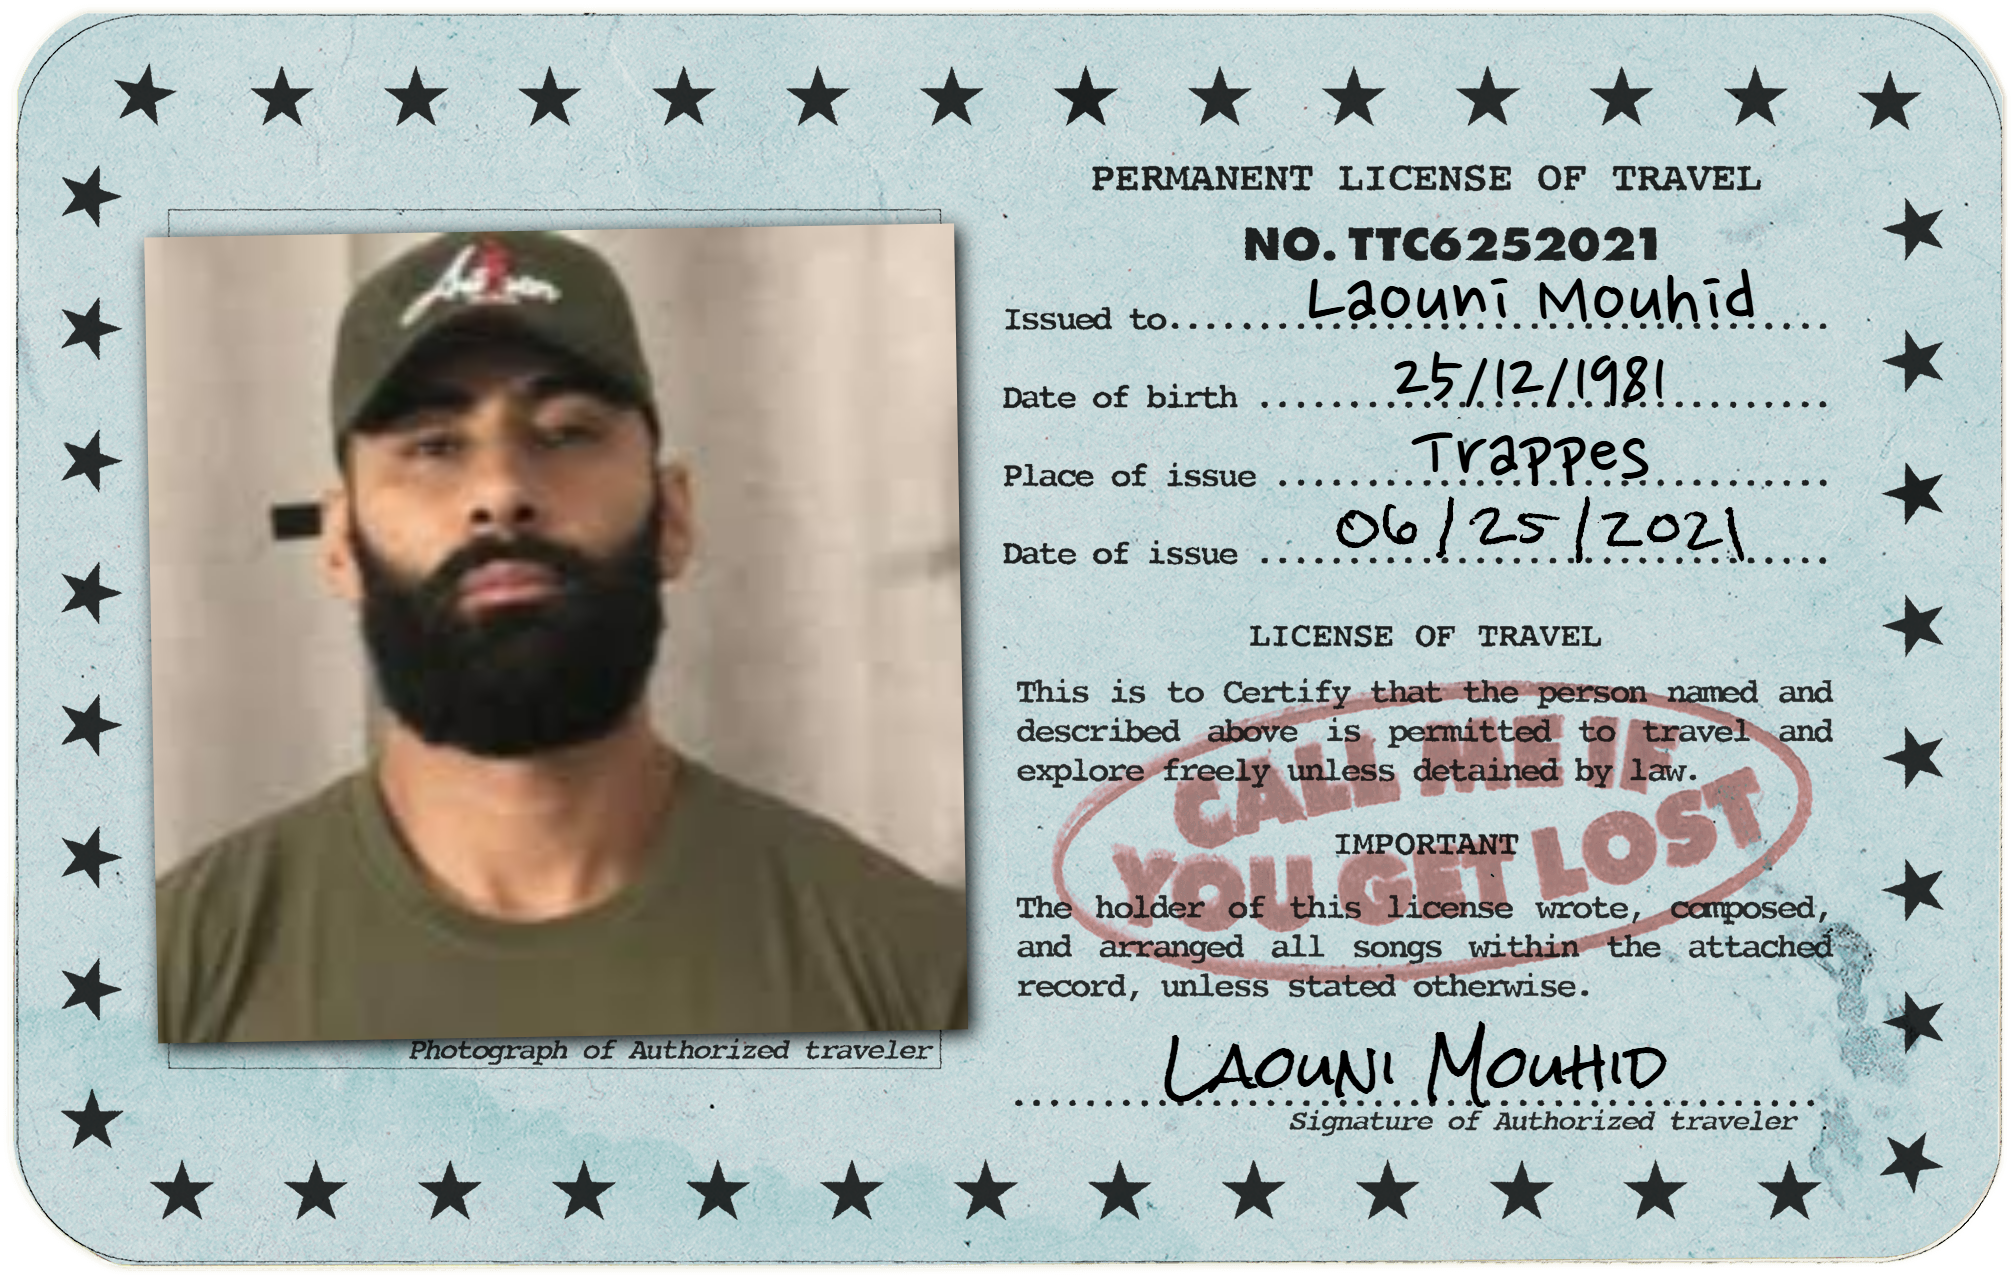 PERMANENT LICENSE OF TRAVEL
NO. TTC6252021
Issued to.....Laouni Mouhid.....
Date of birth .....25/12/1981.....
Place of issue .....Trappes.....
Date of issue .....06/25/2021.....
LICENSE OF TRAVEL
This is to Certify that the person named and
described above is permitted to travel and
explore freely unless detained by law.
CALL ME IF
YOU GET LOST
IMPORTANT
The holder of this license wrote, composed,
and arranged all songs within the attached
record, unless stated otherwise.
LAOUNI MOUHID
Signature of Authorized traveler
Photograph of Authorized traveler